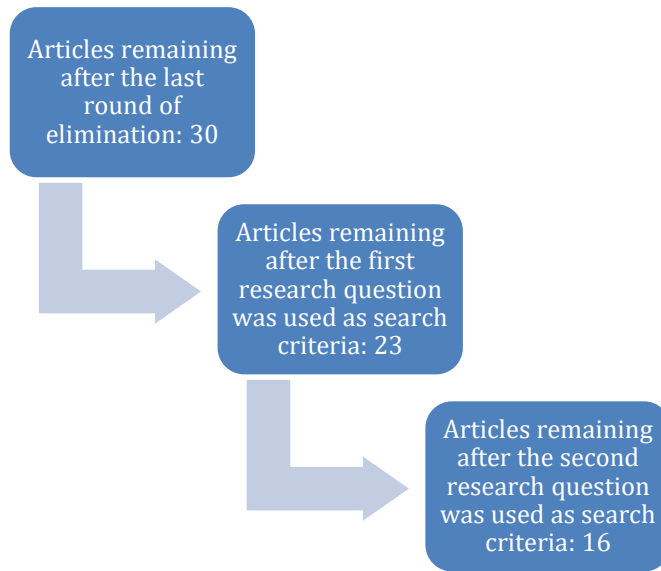 Articles remaining
after the last
round of
elimination: 30
Articles remaining
after the first
research question
was used as search
criteria: 23
Articles remaining
after the second
research question
was used as search
criteria: 16